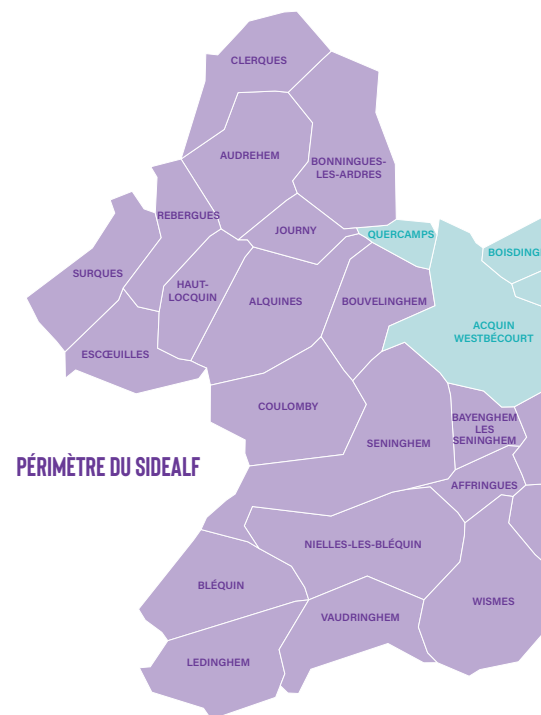 CLERQUES
AUDREHEM
BONNINGUES-
LES-ARDRES
REBERGUES
JOURNY
QUERCAMPS
BOISDING
SURQUES
HAUT-
LOCQUIN
ALQUINES
BOUVELINGHEM
ACQUIN
WESTBÉCOURT
ESCŒUILLES
COULOMBY
BAYENGHEM
LES
SENINGHEM
SENINGHEM
PÉRIMÈTRE DU SIDEALF
AFFRINGUES
NIELLES-LES-BLÉQUIN
BLÉQUIN
WISMES
VAUDRINGHEM
LEDINGHEM